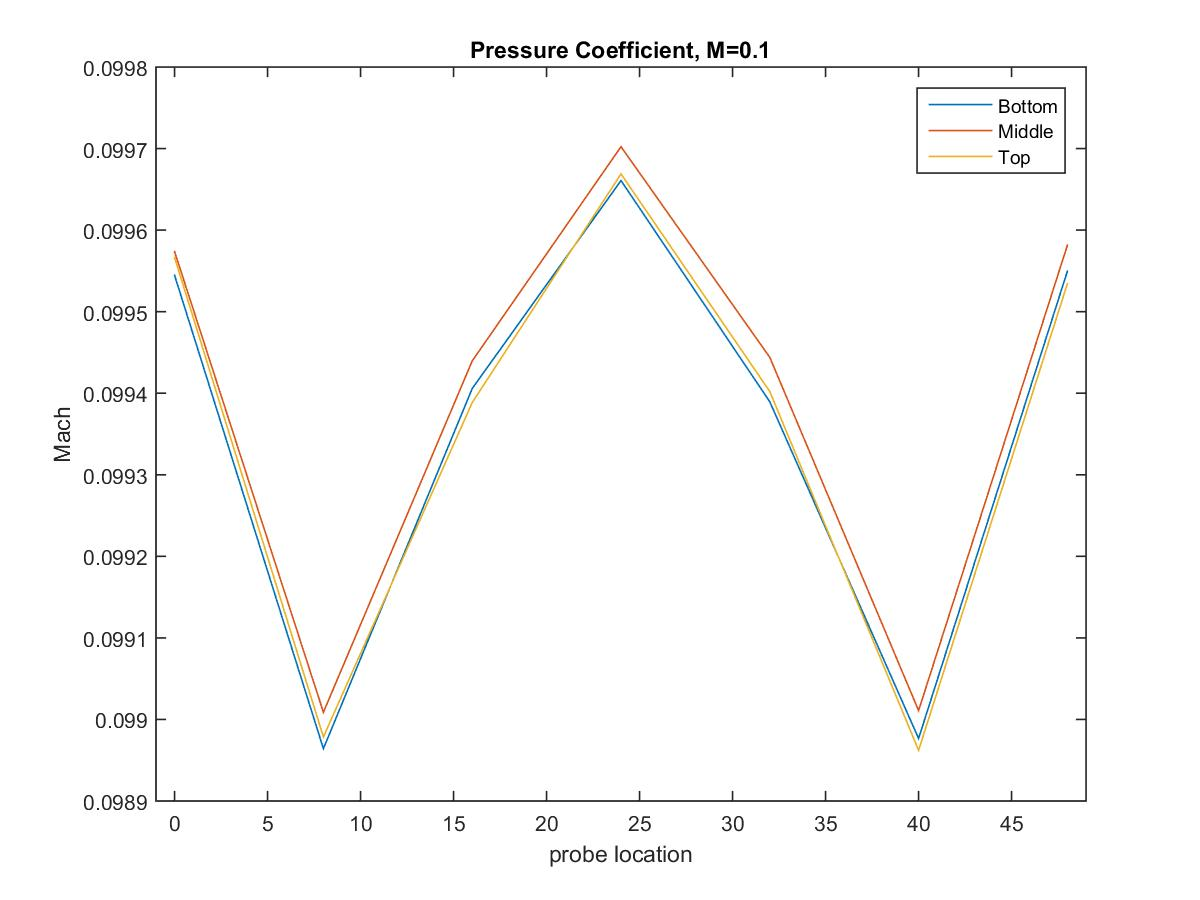 Pressure Coefficient, M=0.1
0.0998
0.0997
0.0996
0.0995
0.0994
0.0993
0.0992
0.0991
0.099
0.0989
Mach
Bottom
Middle
Top
0 5 10 15 20 25 30 35 40 45
probe location